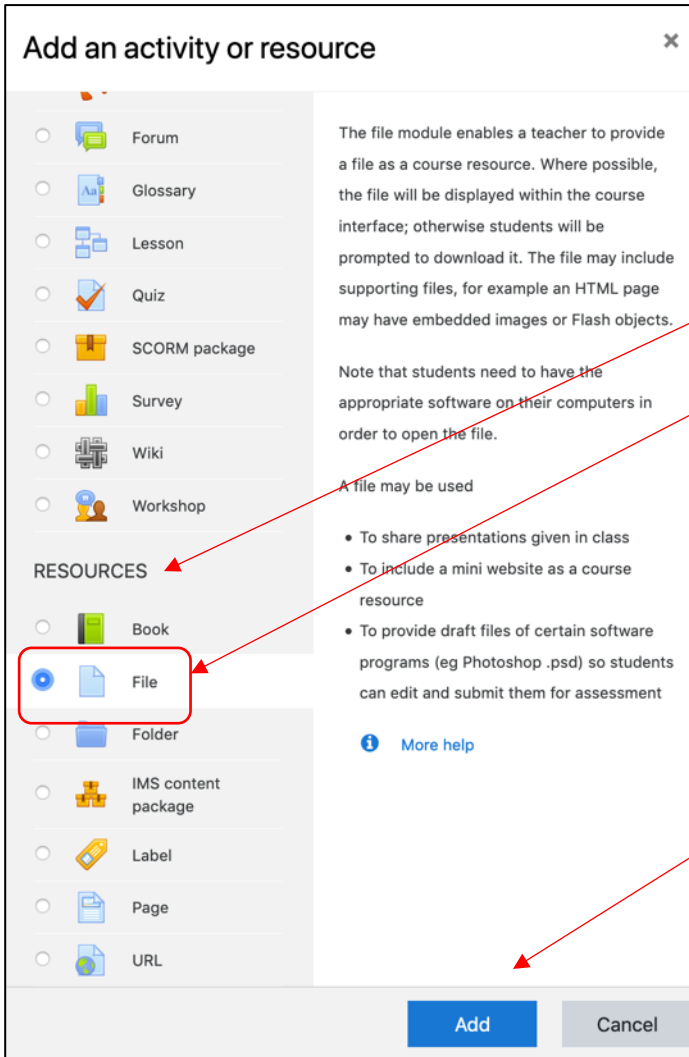 Add an activity or resource
×
Forum
Glossary
Lesson
Quiz
SCORM package
Survey
Wiki
Workshop
RESOURCES
Book
File
Folder
IMS content
package
Label
Page
URL
The file module enables a teacher to provide
a file as a course resource. Where possible,
the file will be displayed within the course
interface; otherwise students will be
prompted to download it. The file may include
supporting files, for example an HTML page
may have embedded images or Flash objects.
Note that students need to have the
appropriate software on their computers in
order to open the file.
A file may be used
• To share presentations given in class
• To include a mini website as a course
resource
• To provide draft files of certain software
programs (eg Photoshop .psd) so students
can edit and submit them for assessment
More help
Add
Cancel